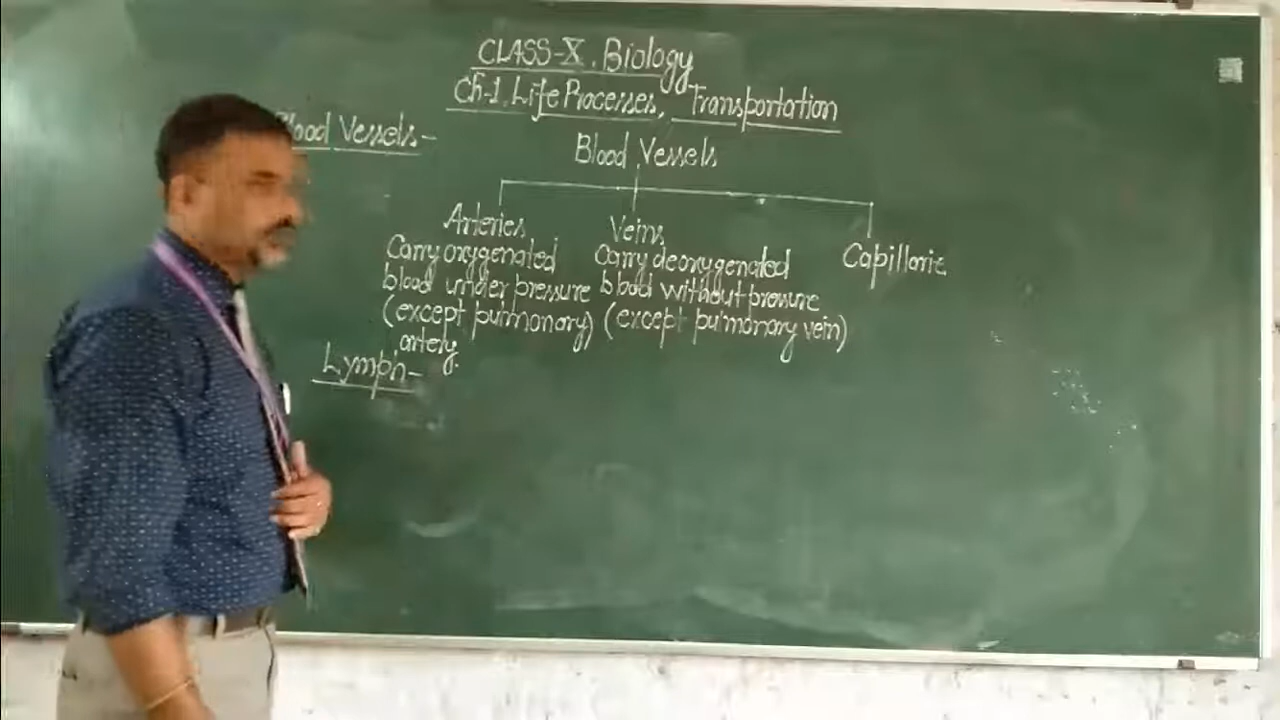 CLASS-X. Biology
Ch-1. Life Processes, Transportation
Blood Vessels-
Blood Vessels
Arteries
Carry oxygenated
blood under pressure
(except pulmonary)
artery.
Veins
Carry deoxygenated
blood without pressure
(except pulmonary vein)
Capillarie
Lymph-